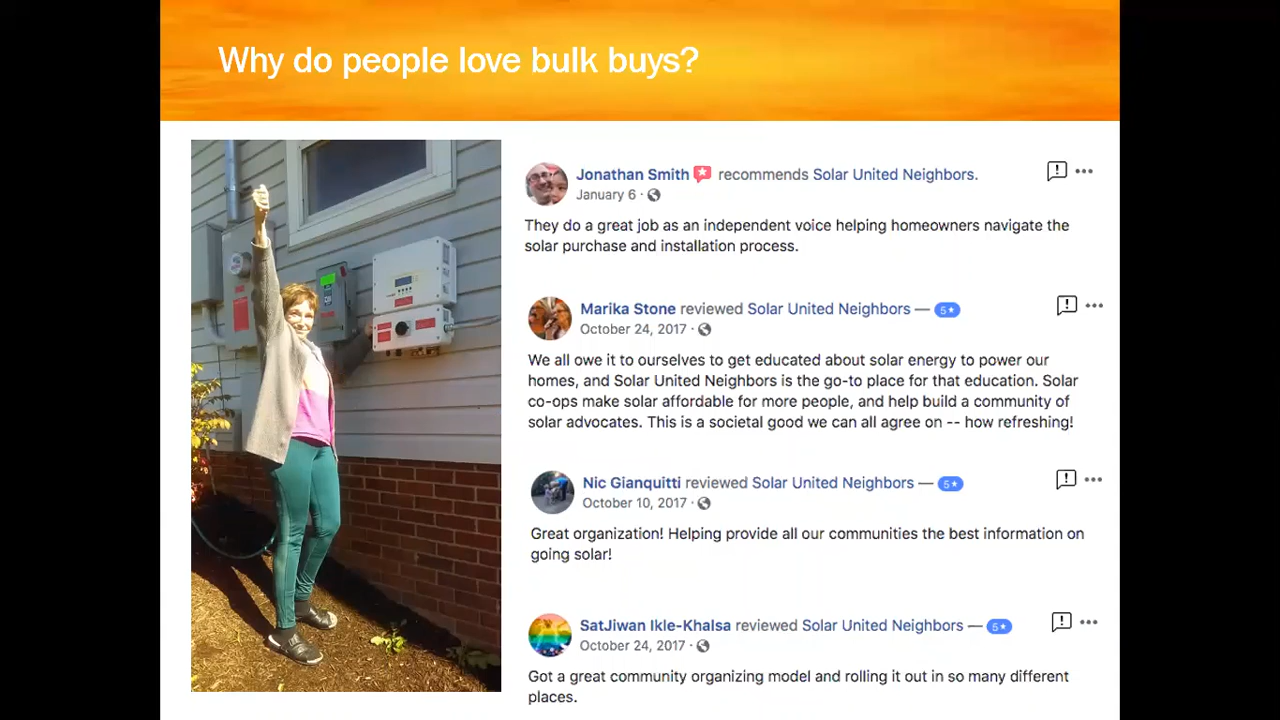 Why do people love bulk buys?
Jonathan Smith recommends Solar United Neighbors.
January 6 ·
They do a great job as an independent voice helping homeowners navigate the
solar purchase and installation process.
Marika Stone reviewed Solar United Neighbors — 5★
October 24, 2017 ·
We all owe it to ourselves to get educated about solar energy to power our
homes, and Solar United Neighbors is the go-to place for that education. Solar
co-ops make solar affordable for more people, and help build a community of
solar advocates. This is a societal good we can all agree on -- how refreshing!
Nic Gianquitti reviewed Solar United Neighbors — 5★
October 10, 2017 ·
Great organization! Helping provide all our communities the best information on
going solar!
SatJiwan Ikle-Khalsa reviewed Solar United Neighbors — 5★
October 24, 2017 ·
Got a great community organizing model and rolling it out in so many different
places.